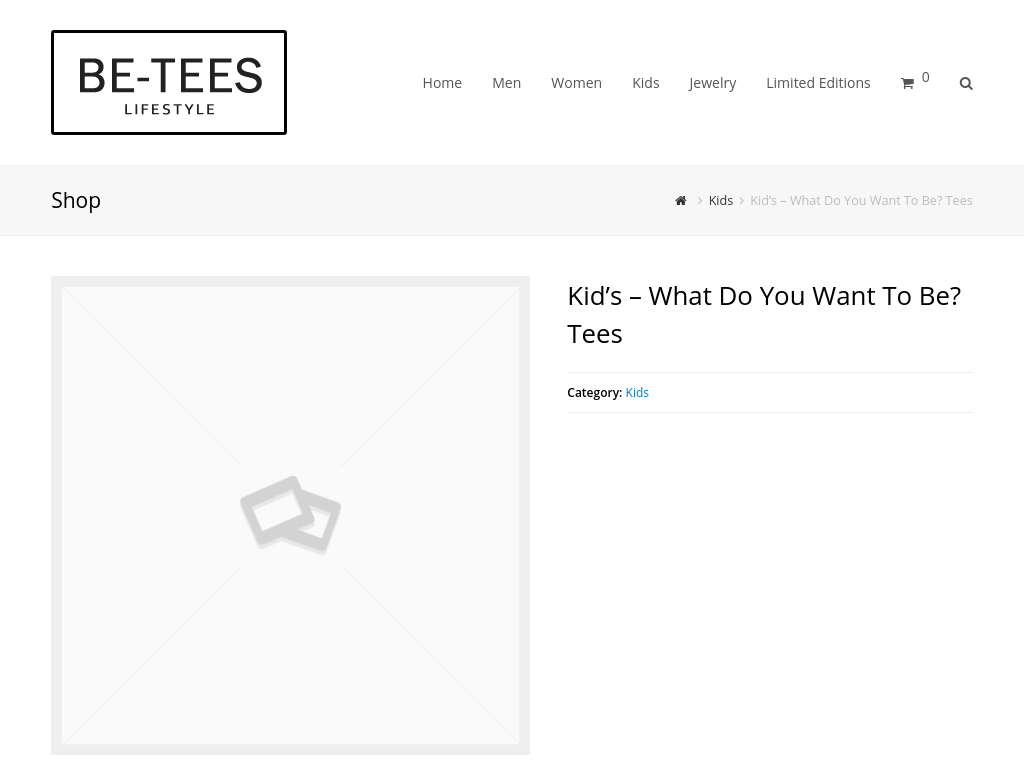 BE-TEES
LIFESTYLE
Home Men Women Kids Jewelry Limited Editions 0
Shop
Kids Kid’s – What Do You Want To Be? Tees
Kid’s – What Do You Want To Be?
Tees
Category: Kids